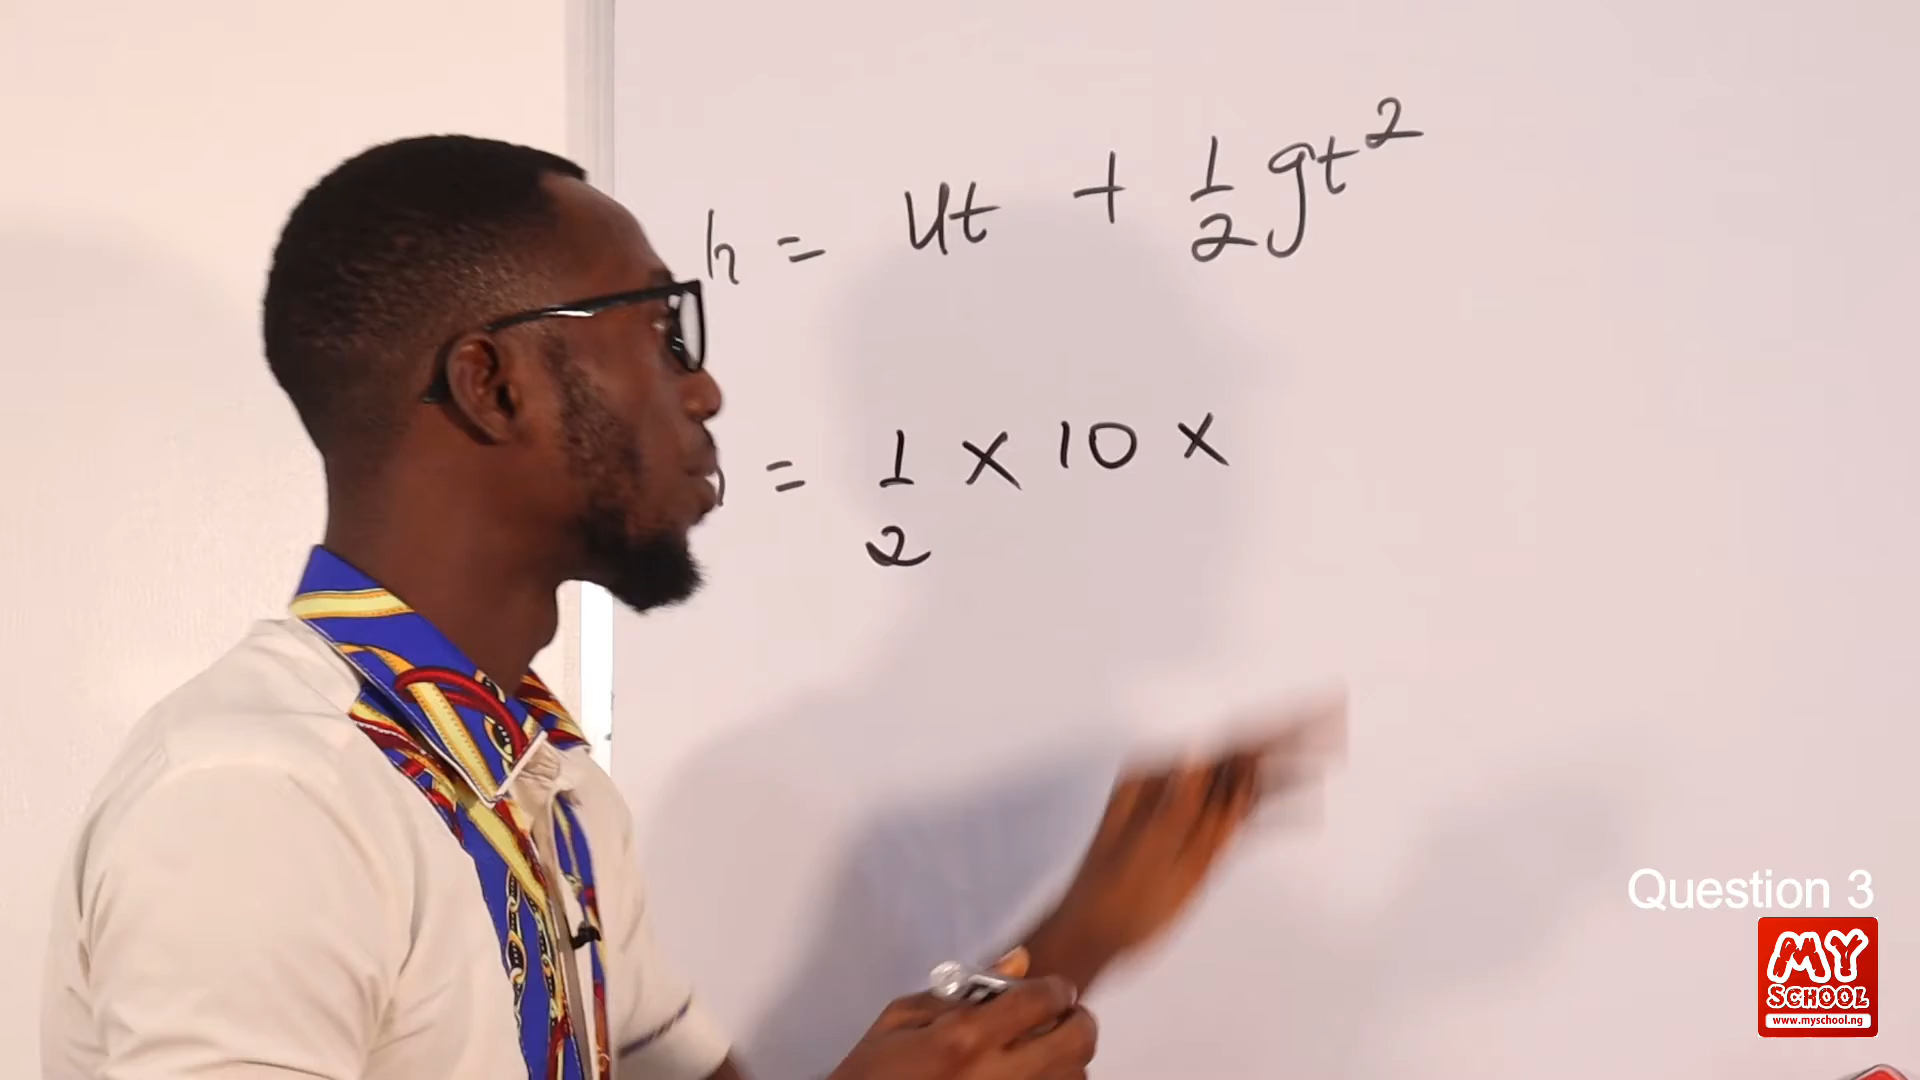 h = ut + 1/2 gt²
= 1/2 × 10 ×
Question 3
MY
SCHOOL
www.myschool.ng